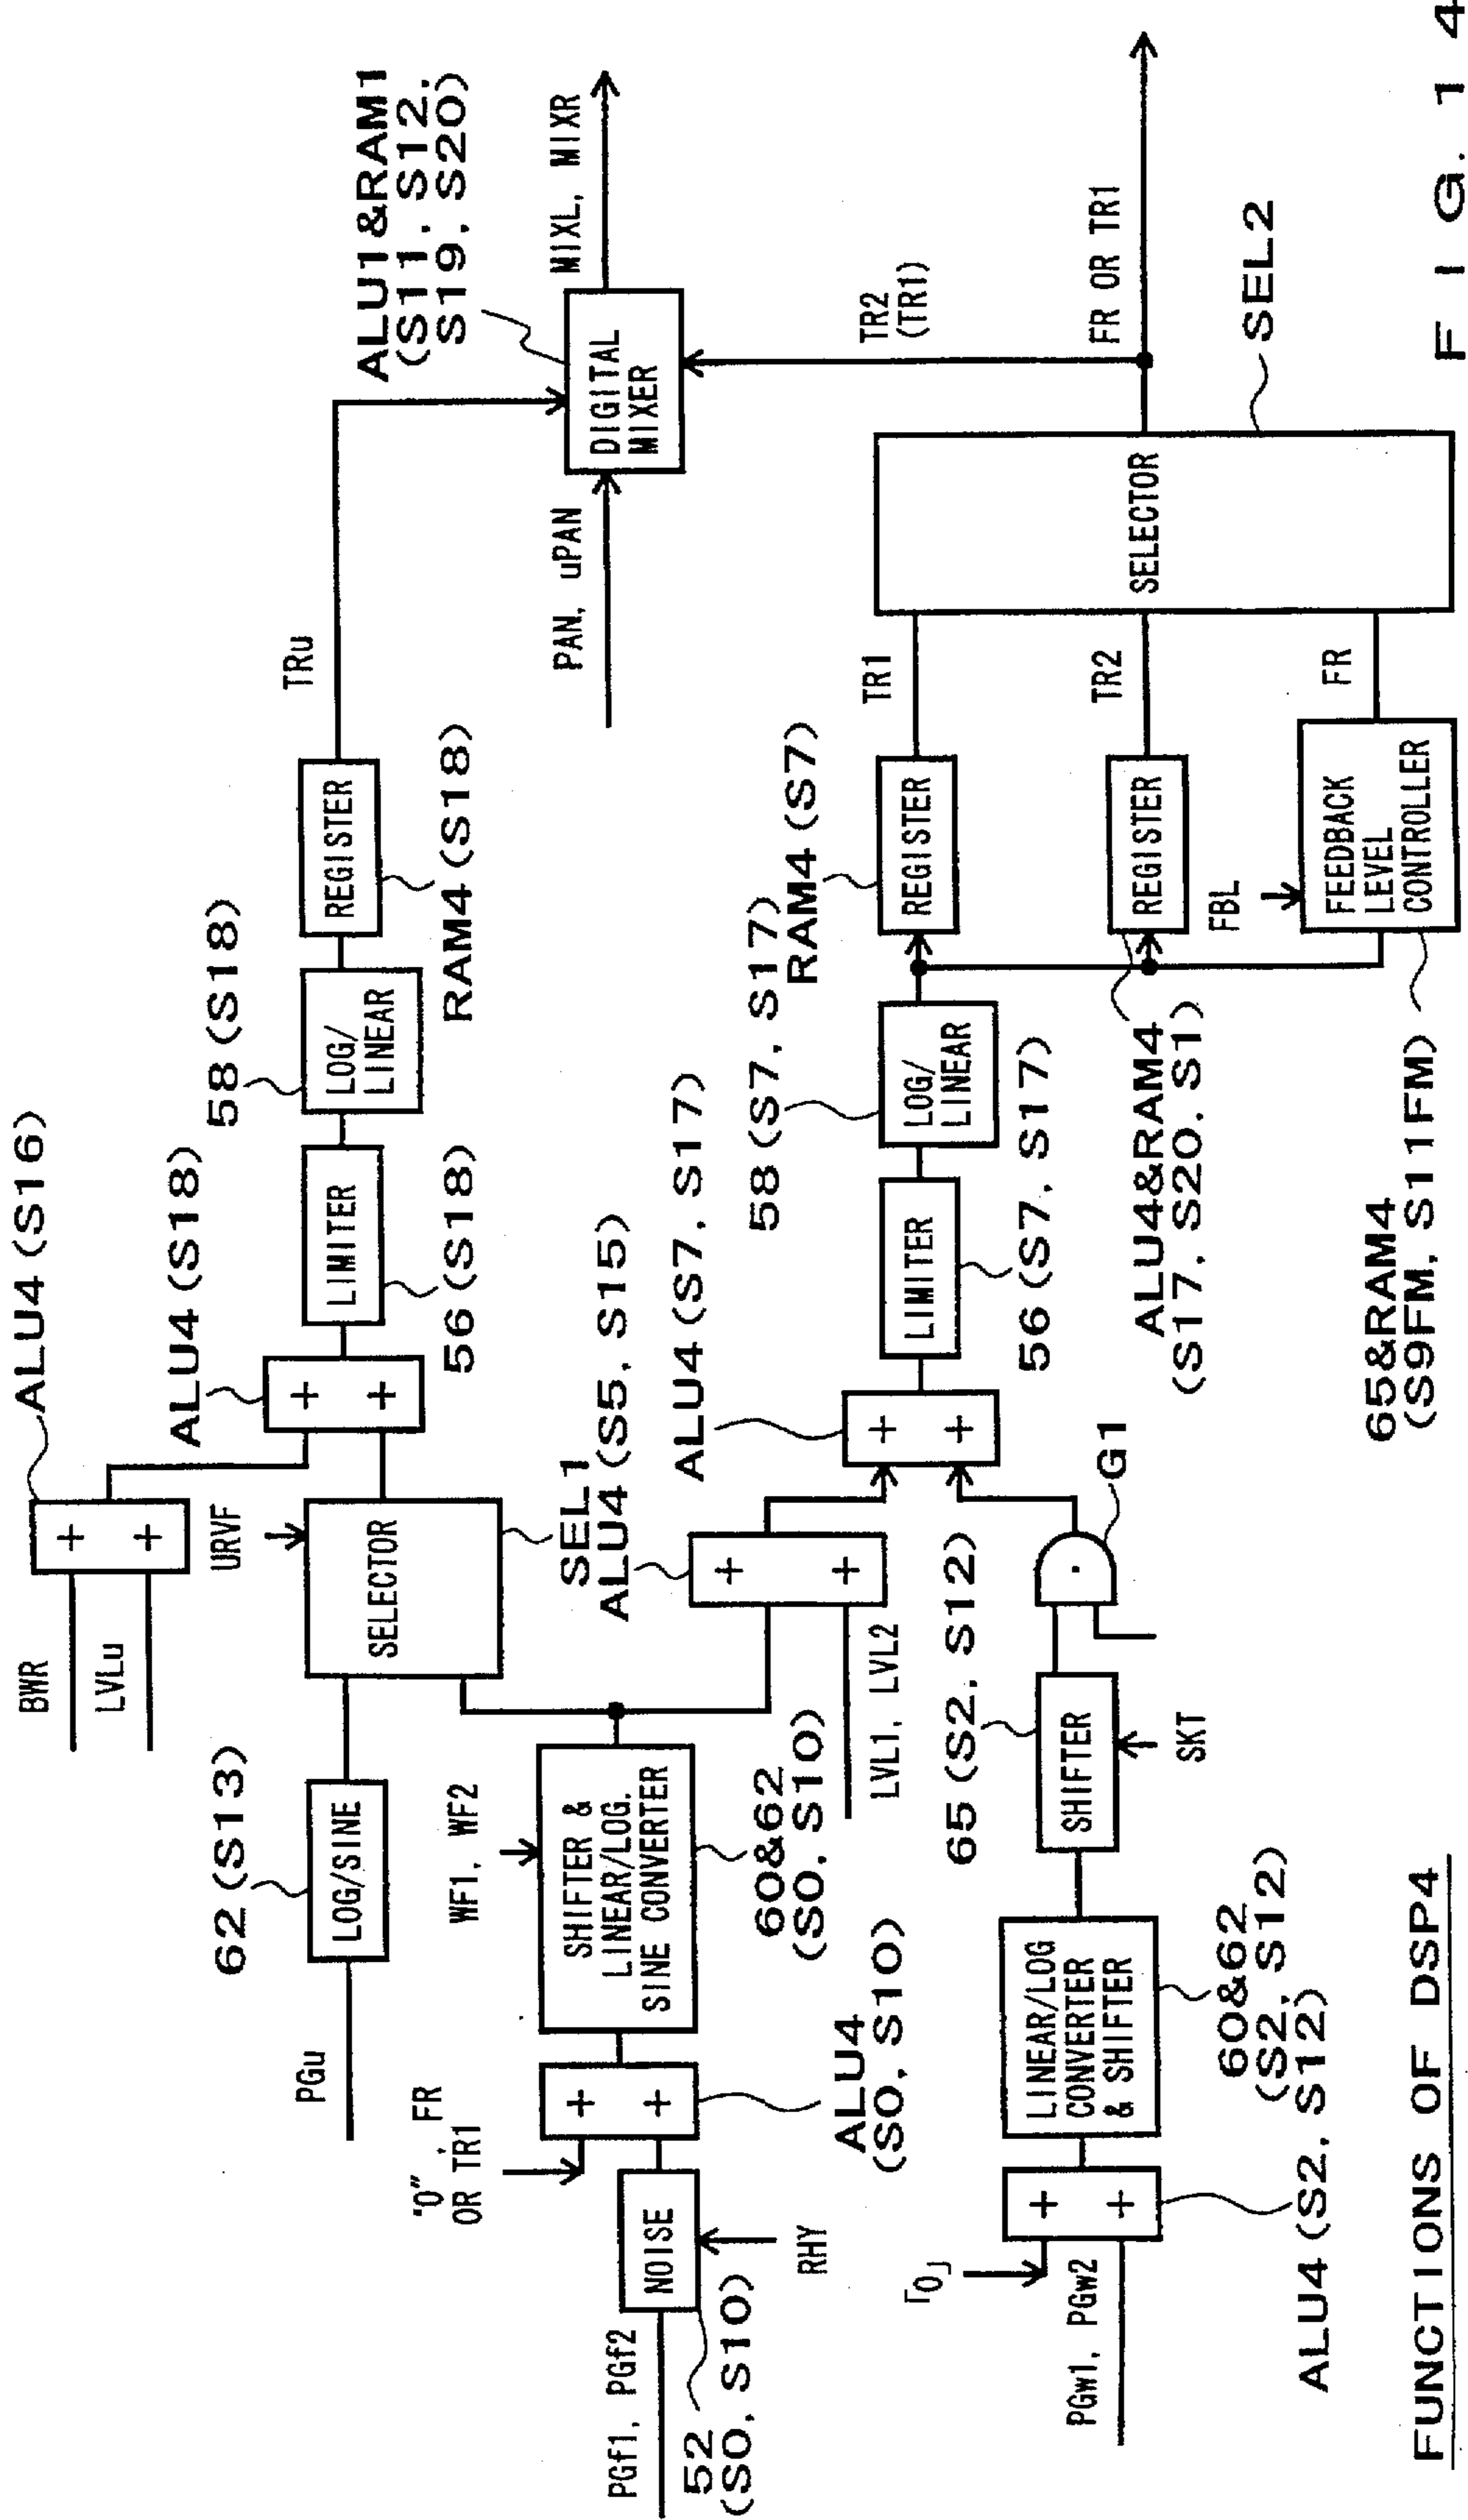 ALU4(S16)
BWR
LVLu
+
+
ALU4(S18)
+
+
URVF
SELECTOR
SEL1
62(S13)
LOG/SINE
PGu
LIMITER
56(S18)
58(S18)
LOG/
LINEAR
REGISTER
RAM4(S18)
TRu
ALU1&RAM1
(S11, S12,
S19, S20)
DIGITAL
MIXER
PAN, uPAN
MIXL, MIXR
TR2
(TR1)
"0", FR
OR TR1
PGf1, PGf2
NOISE
52
(S0, S10)
RHY
+
+
ALU4
(S0, S10)
WF1, WF2
SHIFTER &
LINEAR/LOG.
SINE CONVERTER
60&62
(S0, S10)
LVL1, LVL2
+
+
ALU4(S5, S15)
ALU4(S7, S17)
+
+
LIMITER
56(S7, S17)
58(S7, S17)
LOG/
LINEAR
RAM4(S7)
REGISTER
TR1
REGISTER
TR2
ALU4&RAM4
(S17, S20, S1)
FBL
FEEDBACK
LEVEL
CONTROLLER
FR
65&RAM4
(S9FM, S11FM)
SELECTOR
SEL2
FR OR TR1
「0」
PGw1, PGw2
+
+
ALU4(S2, S12)
LINEAR/LOG
CONVERTER
& SHIFTER
60&62
(S2, S12)
65(S2, S12)
SHIFTER
SKT
G1
FUNCTIONS OF DSP4
FIG. 14